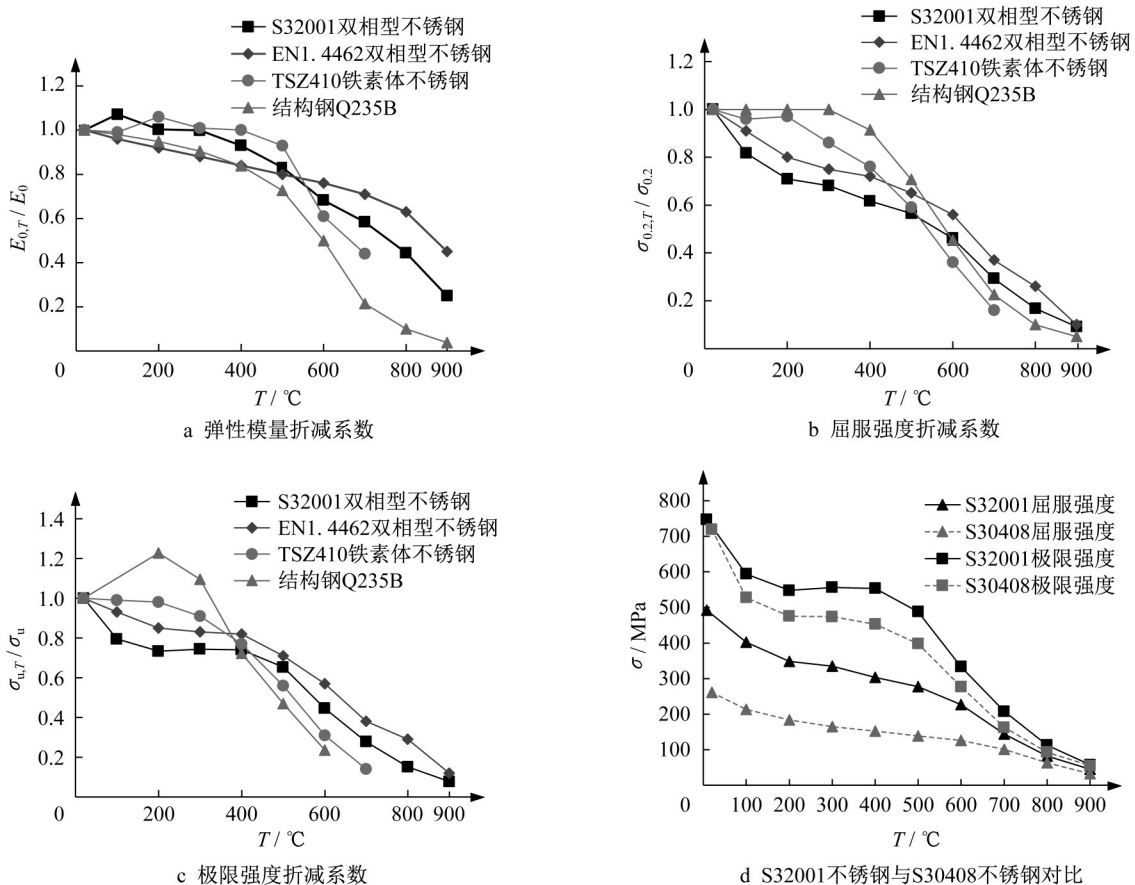 S32001双相型不锈钢
EN1. 4462双相型不锈钢
TSZ410铁素体不锈钢
结构钢Q235B
1.2
1.0
0.8
0.6
0.4
0.2
0
200
400
600
800
900
E0,T / E0
T / ℃
a 弹性模量折减系数
S32001双相型不锈钢
EN1. 4462双相型不锈钢
TSZ410铁素体不锈钢
结构钢Q235B
1.2
1.0
0.8
0.6
0.4
0.2
0
200
400
600
800
900
σ0.2,T / σ0.2
T / ℃
b 屈服强度折减系数
S32001双相型不锈钢
EN1. 4462双相型不锈钢
TSZ410铁素体不锈钢
结构钢Q235B
1.4
1.2
1.0
0.8
0.6
0.4
0.2
0
200
400
600
800
900
σu,T / σu
T / ℃
c 极限强度折减系数
S32001屈服强度
S30408屈服强度
S32001极限强度
S30408极限强度
800
700
600
500
400
300
200
100
0
100
200
300
400
500
600
700
800
900
σ / MPa
T / ℃
d S32001不锈钢与S30408不锈钢对比